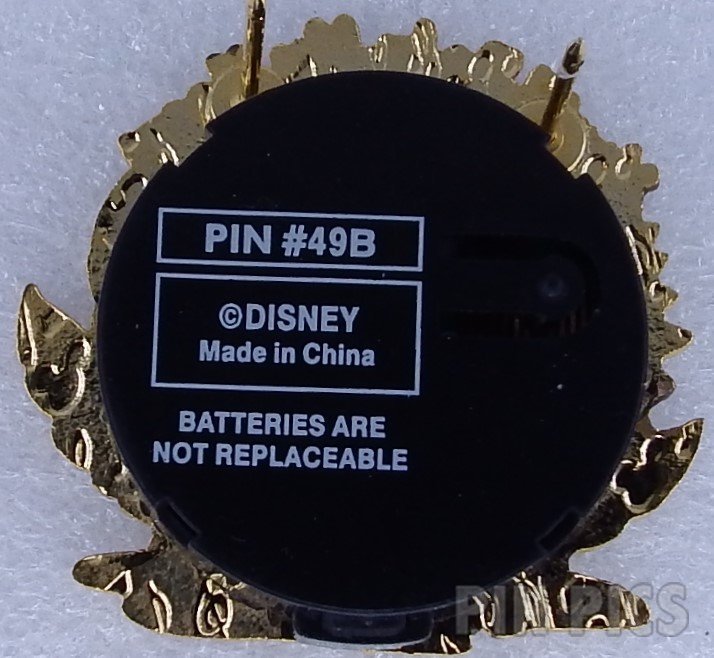 PIN #49B
©DISNEY
Made in China
BATTERIES ARE
NOT REPLACEABLE
PIN PICS